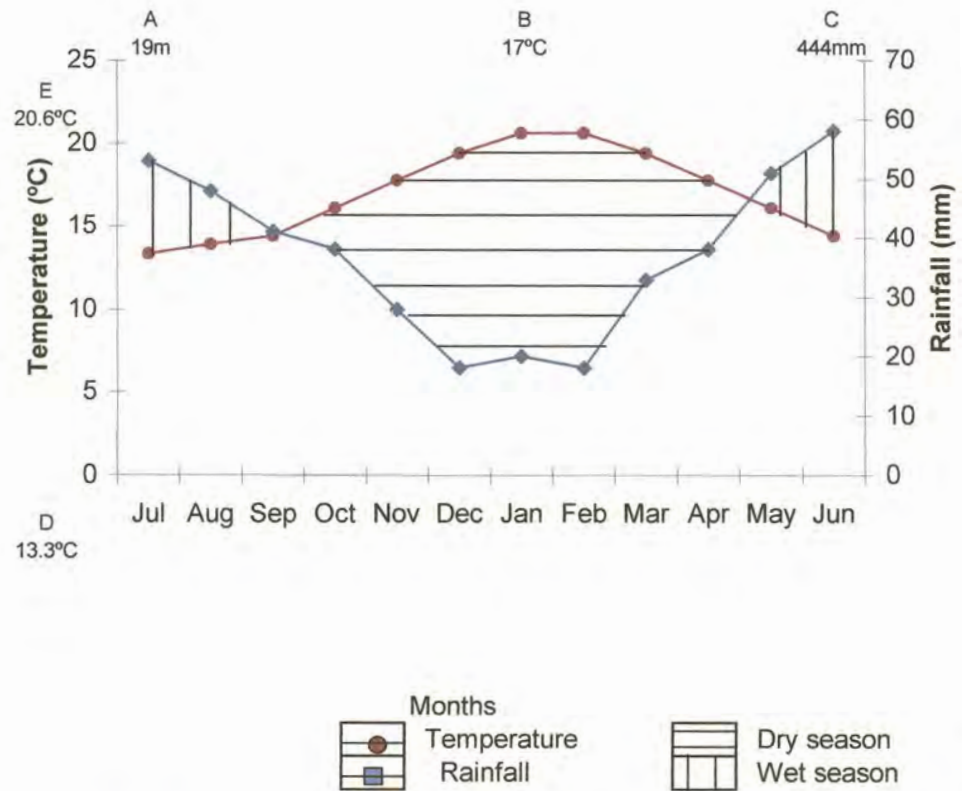 A B C
19m 17ºC 444mm
25 70
E
20.6ºC
60
20
50
15
40
30
10
20
5
10
0 0
Temperature (ºC)
Rainfall (mm)
Jul Aug Sep Oct Nov Dec Jan Feb Mar Apr May Jun
D
13.3ºC
Months
Temperature Dry season
Rainfall Wet season